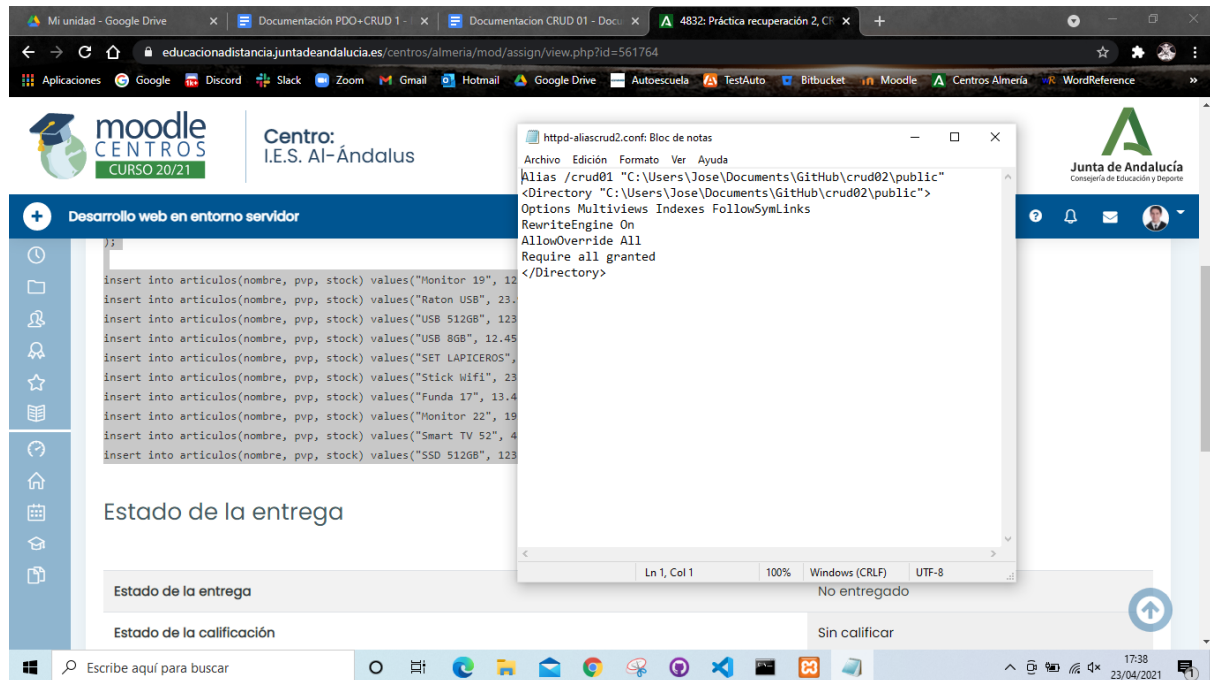 Mi unidad - Google Drive
Documentación PDO+CRUD 1 -
Documentacion CRUD 01 - Docu
4832: Práctica recuperación 2, CR
educacionadistancia.juntadeandalucia.es/centros/almeria/mod/assign/view.php?id=561764
Aplicaciones Google Discord Slack Zoom Gmail Hotmail Google Drive Autoescuela TestAuto Bitbucket Moodle Centros Almería WordReference »
moodle
CENTROS
CURSO 20/21
Centro:
I.E.S. Al-Ándalus
Junta de Andalucía
Consejería de Educación y Deporte
Desarrollo web en entorno servidor
httpd-aliascrud2.conf: Bloc de notas
Archivo Edición Formato Ver Ayuda
Alias /crud01 "C:\Users\Jose\Documents\GitHub\crud02\public"
<Directory "C:\Users\Jose\Documents\GitHub\crud02\public">
Options Multiviews Indexes FollowSymLinks
RewriteEngine On
AllowOverride All
Require all granted
</Directory>
Ln 1, Col 1 100% Windows (CRLF) UTF-8
);
insert into articulos(nombre, pvp, stock) values("Monitor 19", 12
insert into articulos(nombre, pvp, stock) values("Raton USB", 23.
insert into articulos(nombre, pvp, stock) values("USB 512GB", 123
insert into articulos(nombre, pvp, stock) values("USB 8GB", 12.45
insert into articulos(nombre, pvp, stock) values("SET LAPICEROS",
insert into articulos(nombre, pvp, stock) values("Stick Wifi", 23
insert into articulos(nombre, pvp, stock) values("Funda 17", 13.4
insert into articulos(nombre, pvp, stock) values("Monitor 22", 19
insert into articulos(nombre, pvp, stock) values("Smart TV 52", 4
insert into articulos(nombre, pvp, stock) values("SSD 512GB", 123
Estado de la entrega
Estado de la entrega No entregado
Estado de la calificación Sin calificar
Escribe aquí para buscar
17:38
23/04/2021